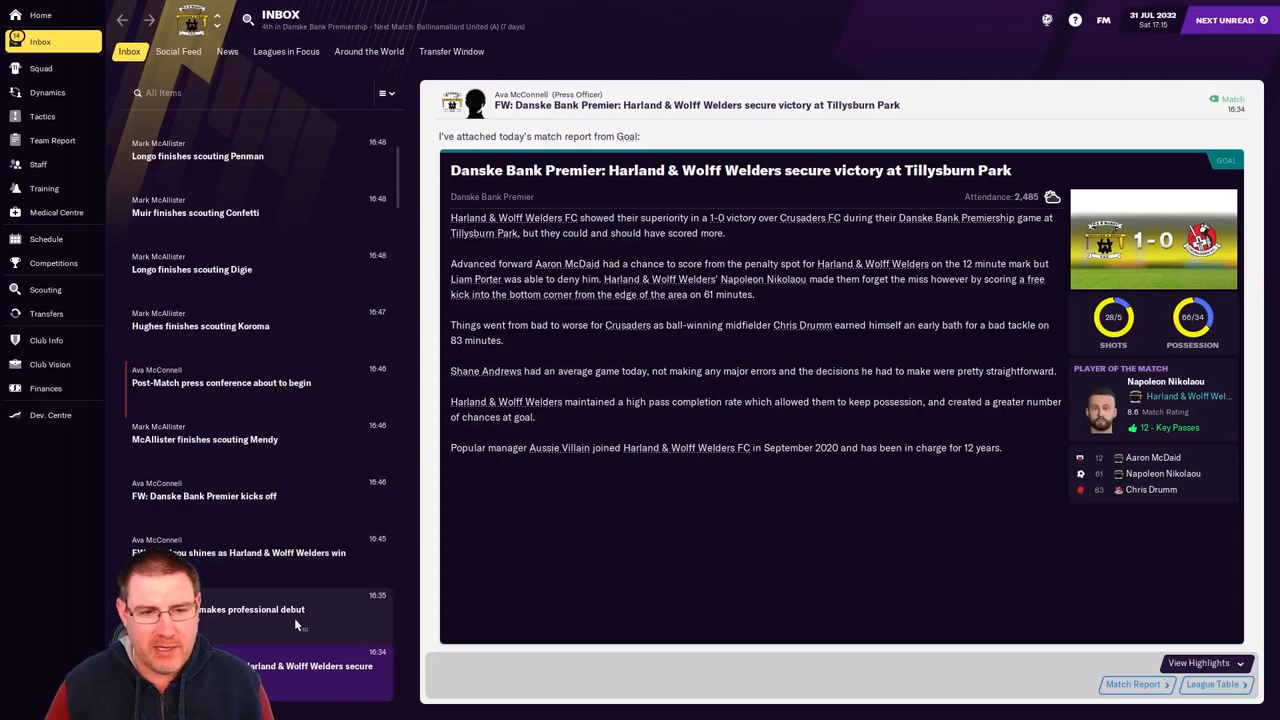 Home
14
Inbox
Squad
Dynamics
Tactics
Team Report
Staff
Training
Medical Centre
Schedule
Competitions
Scouting
Transfers
Club Info
Club Vision
Finances
Dev. Centre
INBOX
4th in Danske Bank Premiership - Next Match: Ballinamallard United (A) (7 days)
FM
31 JUL 2032
Sat 17:15
NEXT UNREAD
Inbox
Social Feed
News
Leagues in Focus
Around the World
Transfer Window
All Items
Mark McAllister
16:48
Longo finishes scouting Penman
Mark McAllister
16:48
Muir finishes scouting Confetti
Mark McAllister
16:48
Longo finishes scouting Digie
Mark McAllister
16:47
Hughes finishes scouting Koroma
Ava McConnell
16:46
Post-Match press conference about to begin
Mark McAllister
16:46
McAllister finishes scouting Mendy
Ava McConnell
16:46
FW: Danske Bank Premier kicks off
Ava McConnell
16:45
shines as Harland & Wolff Welders win
16:35
makes professional debut
16:34
Harland & Wolff Welders secure
Ava McConnell (Press Officer)
FW: Danske Bank Premier: Harland & Wolff Welders secure victory at Tillysburn Park
Match
16:34
I've attached today's match report from Goal:
Danske Bank Premier: Harland & Wolff Welders secure victory at Tillysburn Park
GOAL
Danske Bank Premier
Attendance: 2,485
Harland & Wolff Welders FC showed their superiority in a 1-0 victory over Crusaders FC during their Danske Bank Premiership game at
Tillysburn Park, but they could and should have scored more.
Advanced forward Aaron McDaid had a chance to score from the penalty spot for Harland & Wolff Welders on the 12 minute mark but
Liam Porter was able to deny him. Harland & Wolff Welders' Napoleon Nikolaou made them forget the miss however by scoring a free
kick into the bottom corner from the edge of the area on 61 minutes.
Things went from bad to worse for Crusaders as ball-winning midfielder Chris Drumm earned himself an early bath for a bad tackle on
83 minutes.
Shane Andrews had an average game today, not making any major errors and the decisions he had to make were pretty straightforward.
Harland & Wolff Welders maintained a high pass completion rate which allowed them to keep possession, and created a greater number
of chances at goal.
Popular manager Aussie Villain joined Harland & Wolff Welders FC in September 2020 and has been in charge for 12 years.
1-0
28/5
66/34
SHOTS
POSSESSION
PLAYER OF THE MATCH
Napoleon Nikolaou
Harland & Wolff Wel...
8.6 Match Rating
12 - Key Passes
12 Aaron McDaid
61 Napoleon Nikolaou
83 Chris Drumm
View Highlights
Match Report
League Table